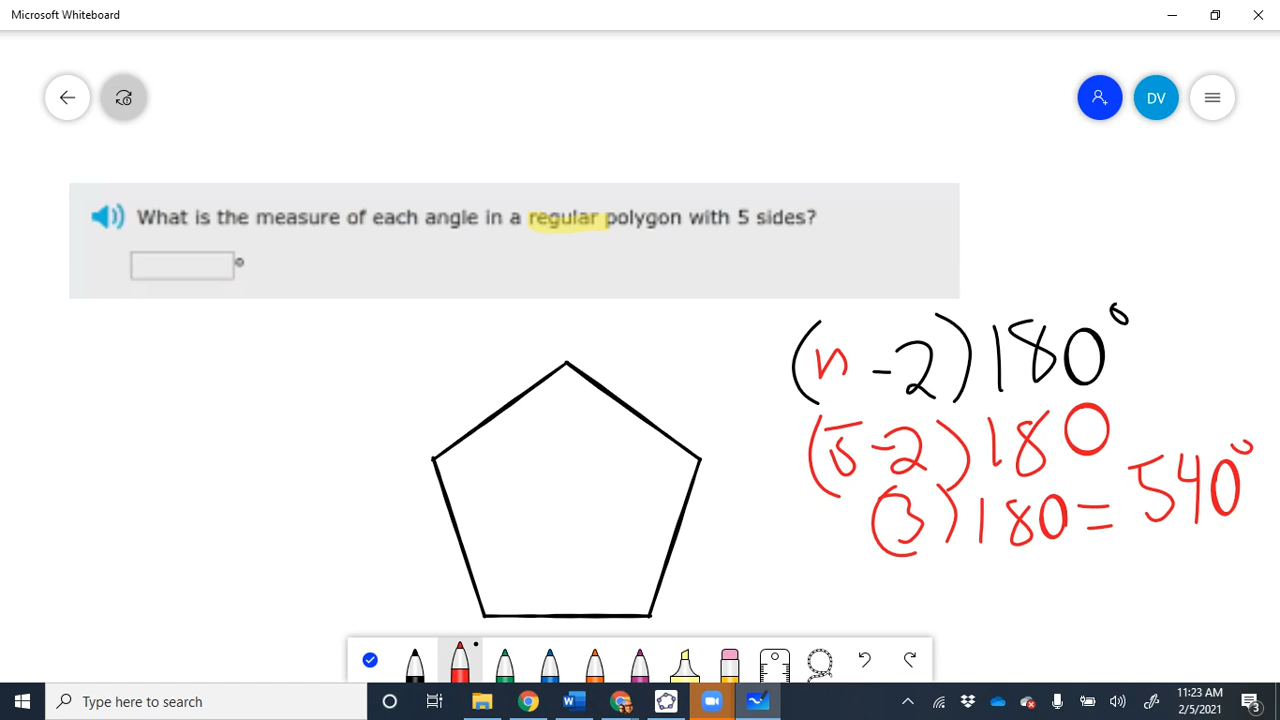 Microsoft Whiteboard
DV
What is the measure of each angle in a regular polygon with 5 sides?
°
(n-2)180°
(5-2)180
(3)180=540°
Type here to search
11:23 AM
2/5/2021
3